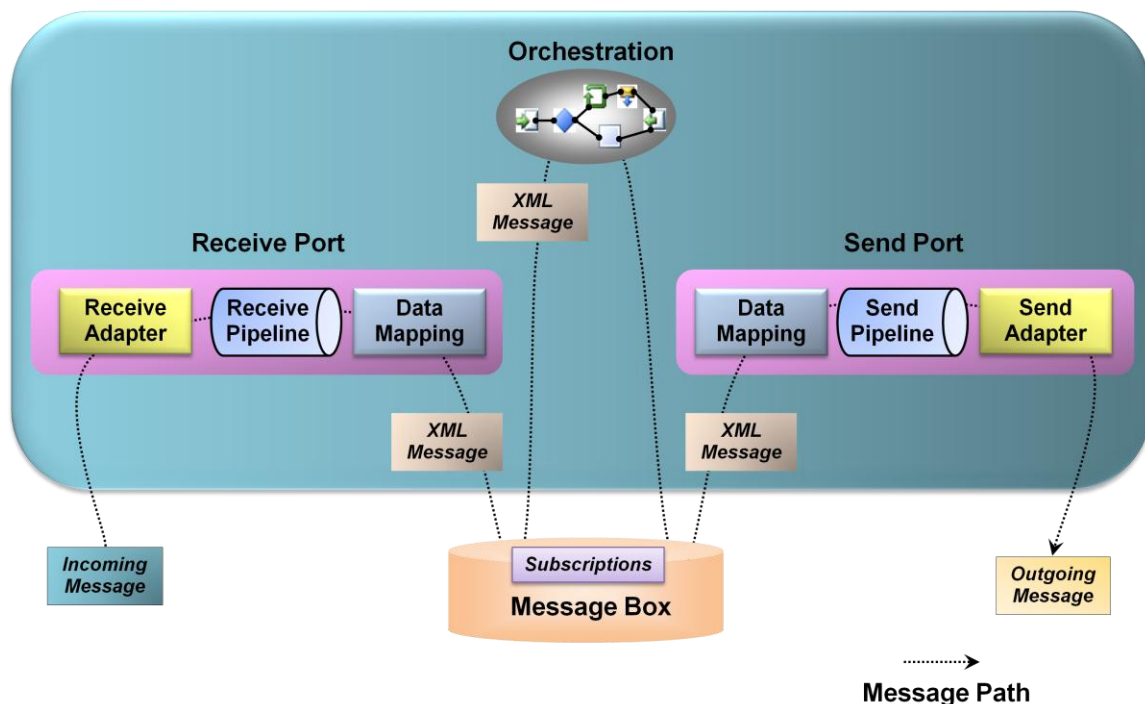 Orchestration
XML
Message
Receive Port
Send Port
Receive
Adapter
Receive
Pipeline
Data
Mapping
Data
Mapping
Send
Pipeline
Send
Adapter
XML
Message
XML
Message
Incoming
Message
Subscriptions
Message Box
Outgoing
Message
Message Path